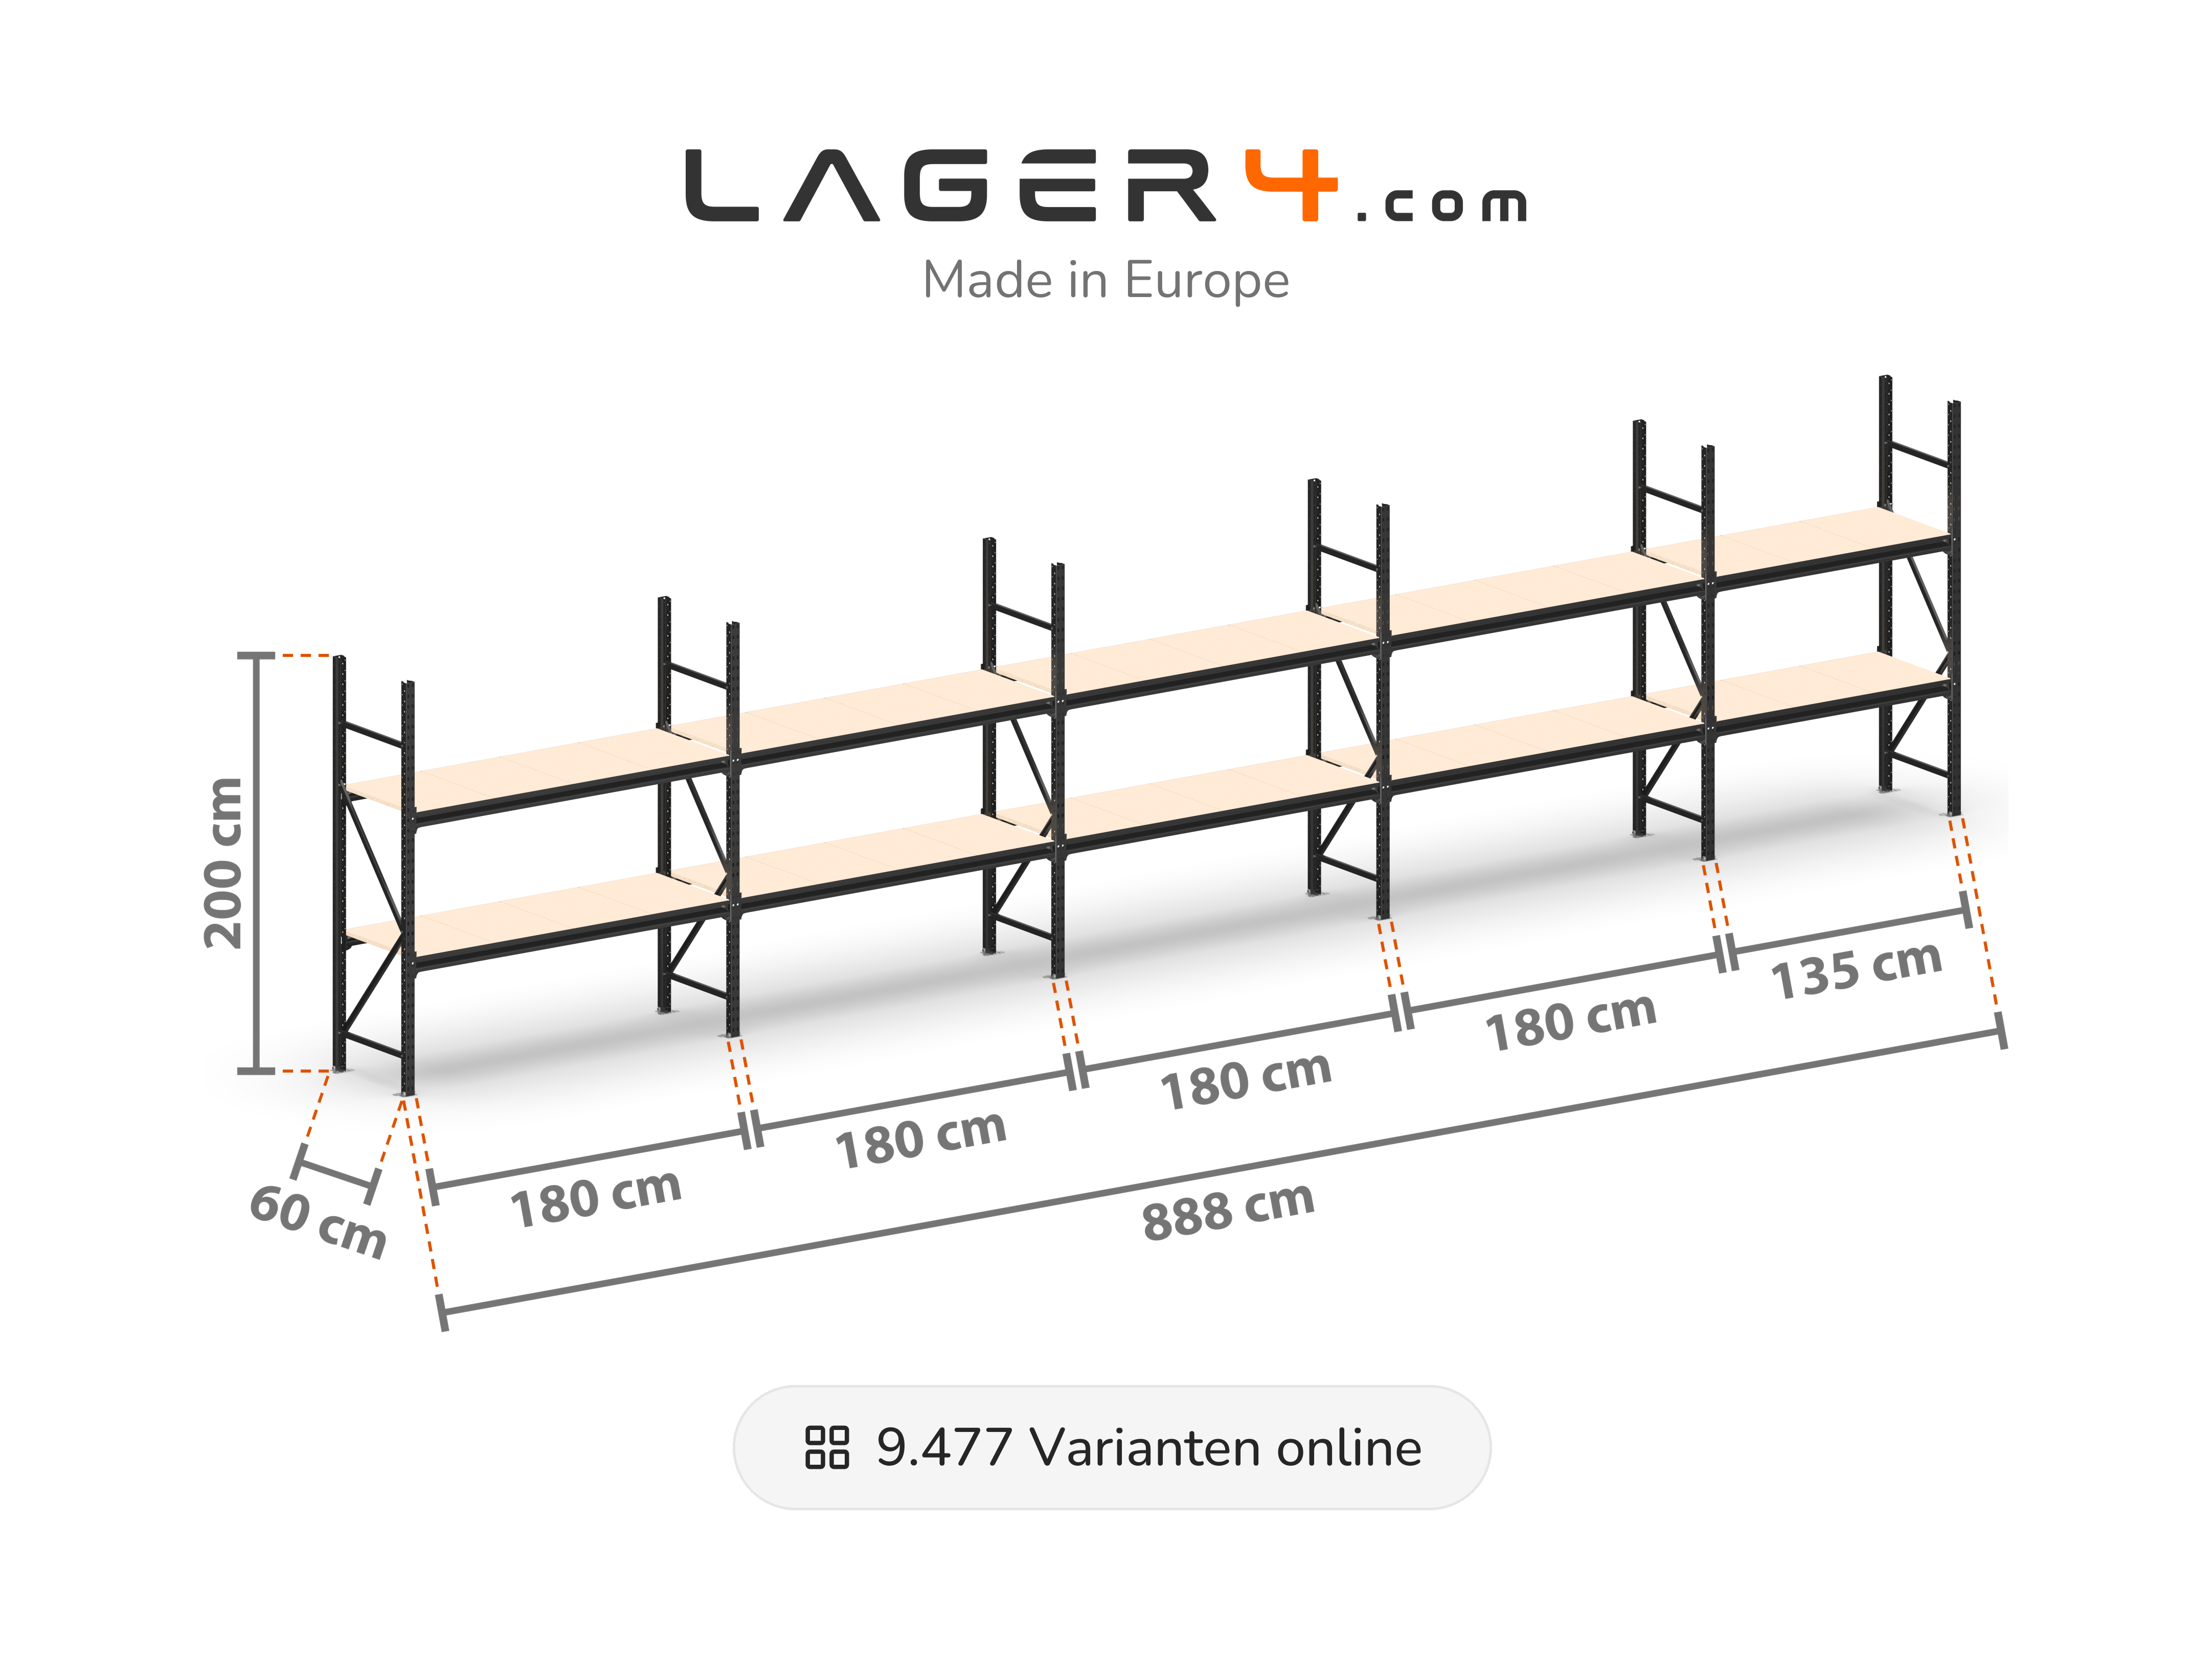 LAGER4.com
Made in Europe
200 cm
60 cm
180 cm
180 cm
180 cm
180 cm
135 cm
888 cm
9.477 Varianten online